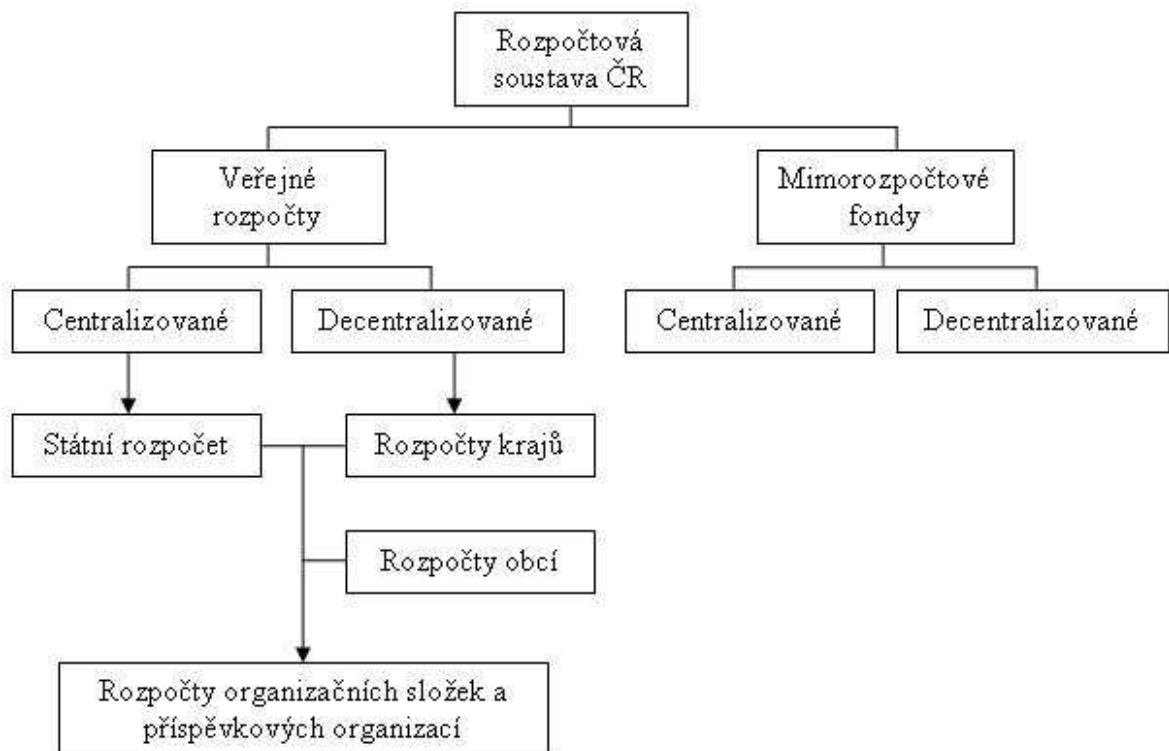 Rozpočtová
soustava ČR
Veřejné
rozpočty
Mimorozpočtové
fondy
Centralizované
Decentralizované
Centralizované
Decentralizované
Státní rozpočet
Rozpočty krajů
Rozpočty obcí
Rozpočty organizačních složek a
příspěvkových organizací